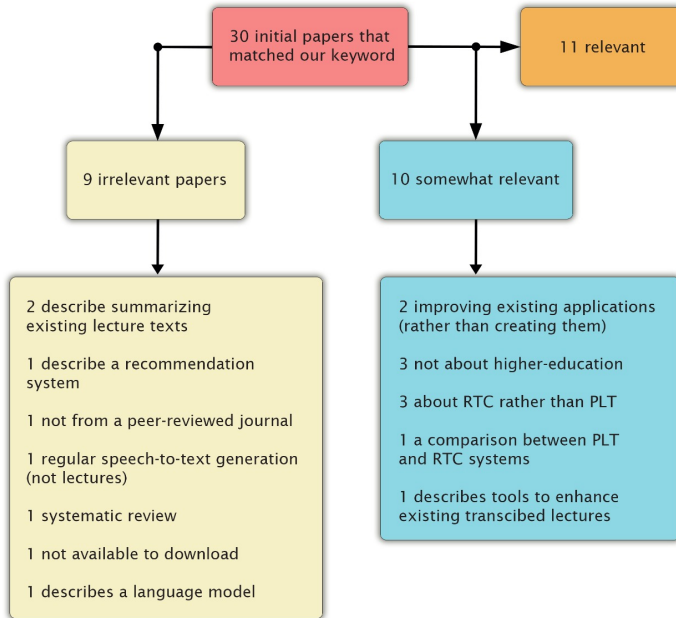 30 initial papers that
matched our keyword
11 relevant
9 irrelevant papers
10 somewhat relevant
2 describe summarizing
existing lecture texts
1 describe a recommendation
system
1 not from a peer-reviewed journal
1 regular speech-to-text generation
(not lectures)
1 systematic review
1 not available to download
1 describes a language model
2 improving existing applications
(rather than creating them)
3 not about higher-education
3 about RTC rather than PLT
1 a comparison between PLT
and RTC systems
1 describes tools to enhance
existing transcibed lectures